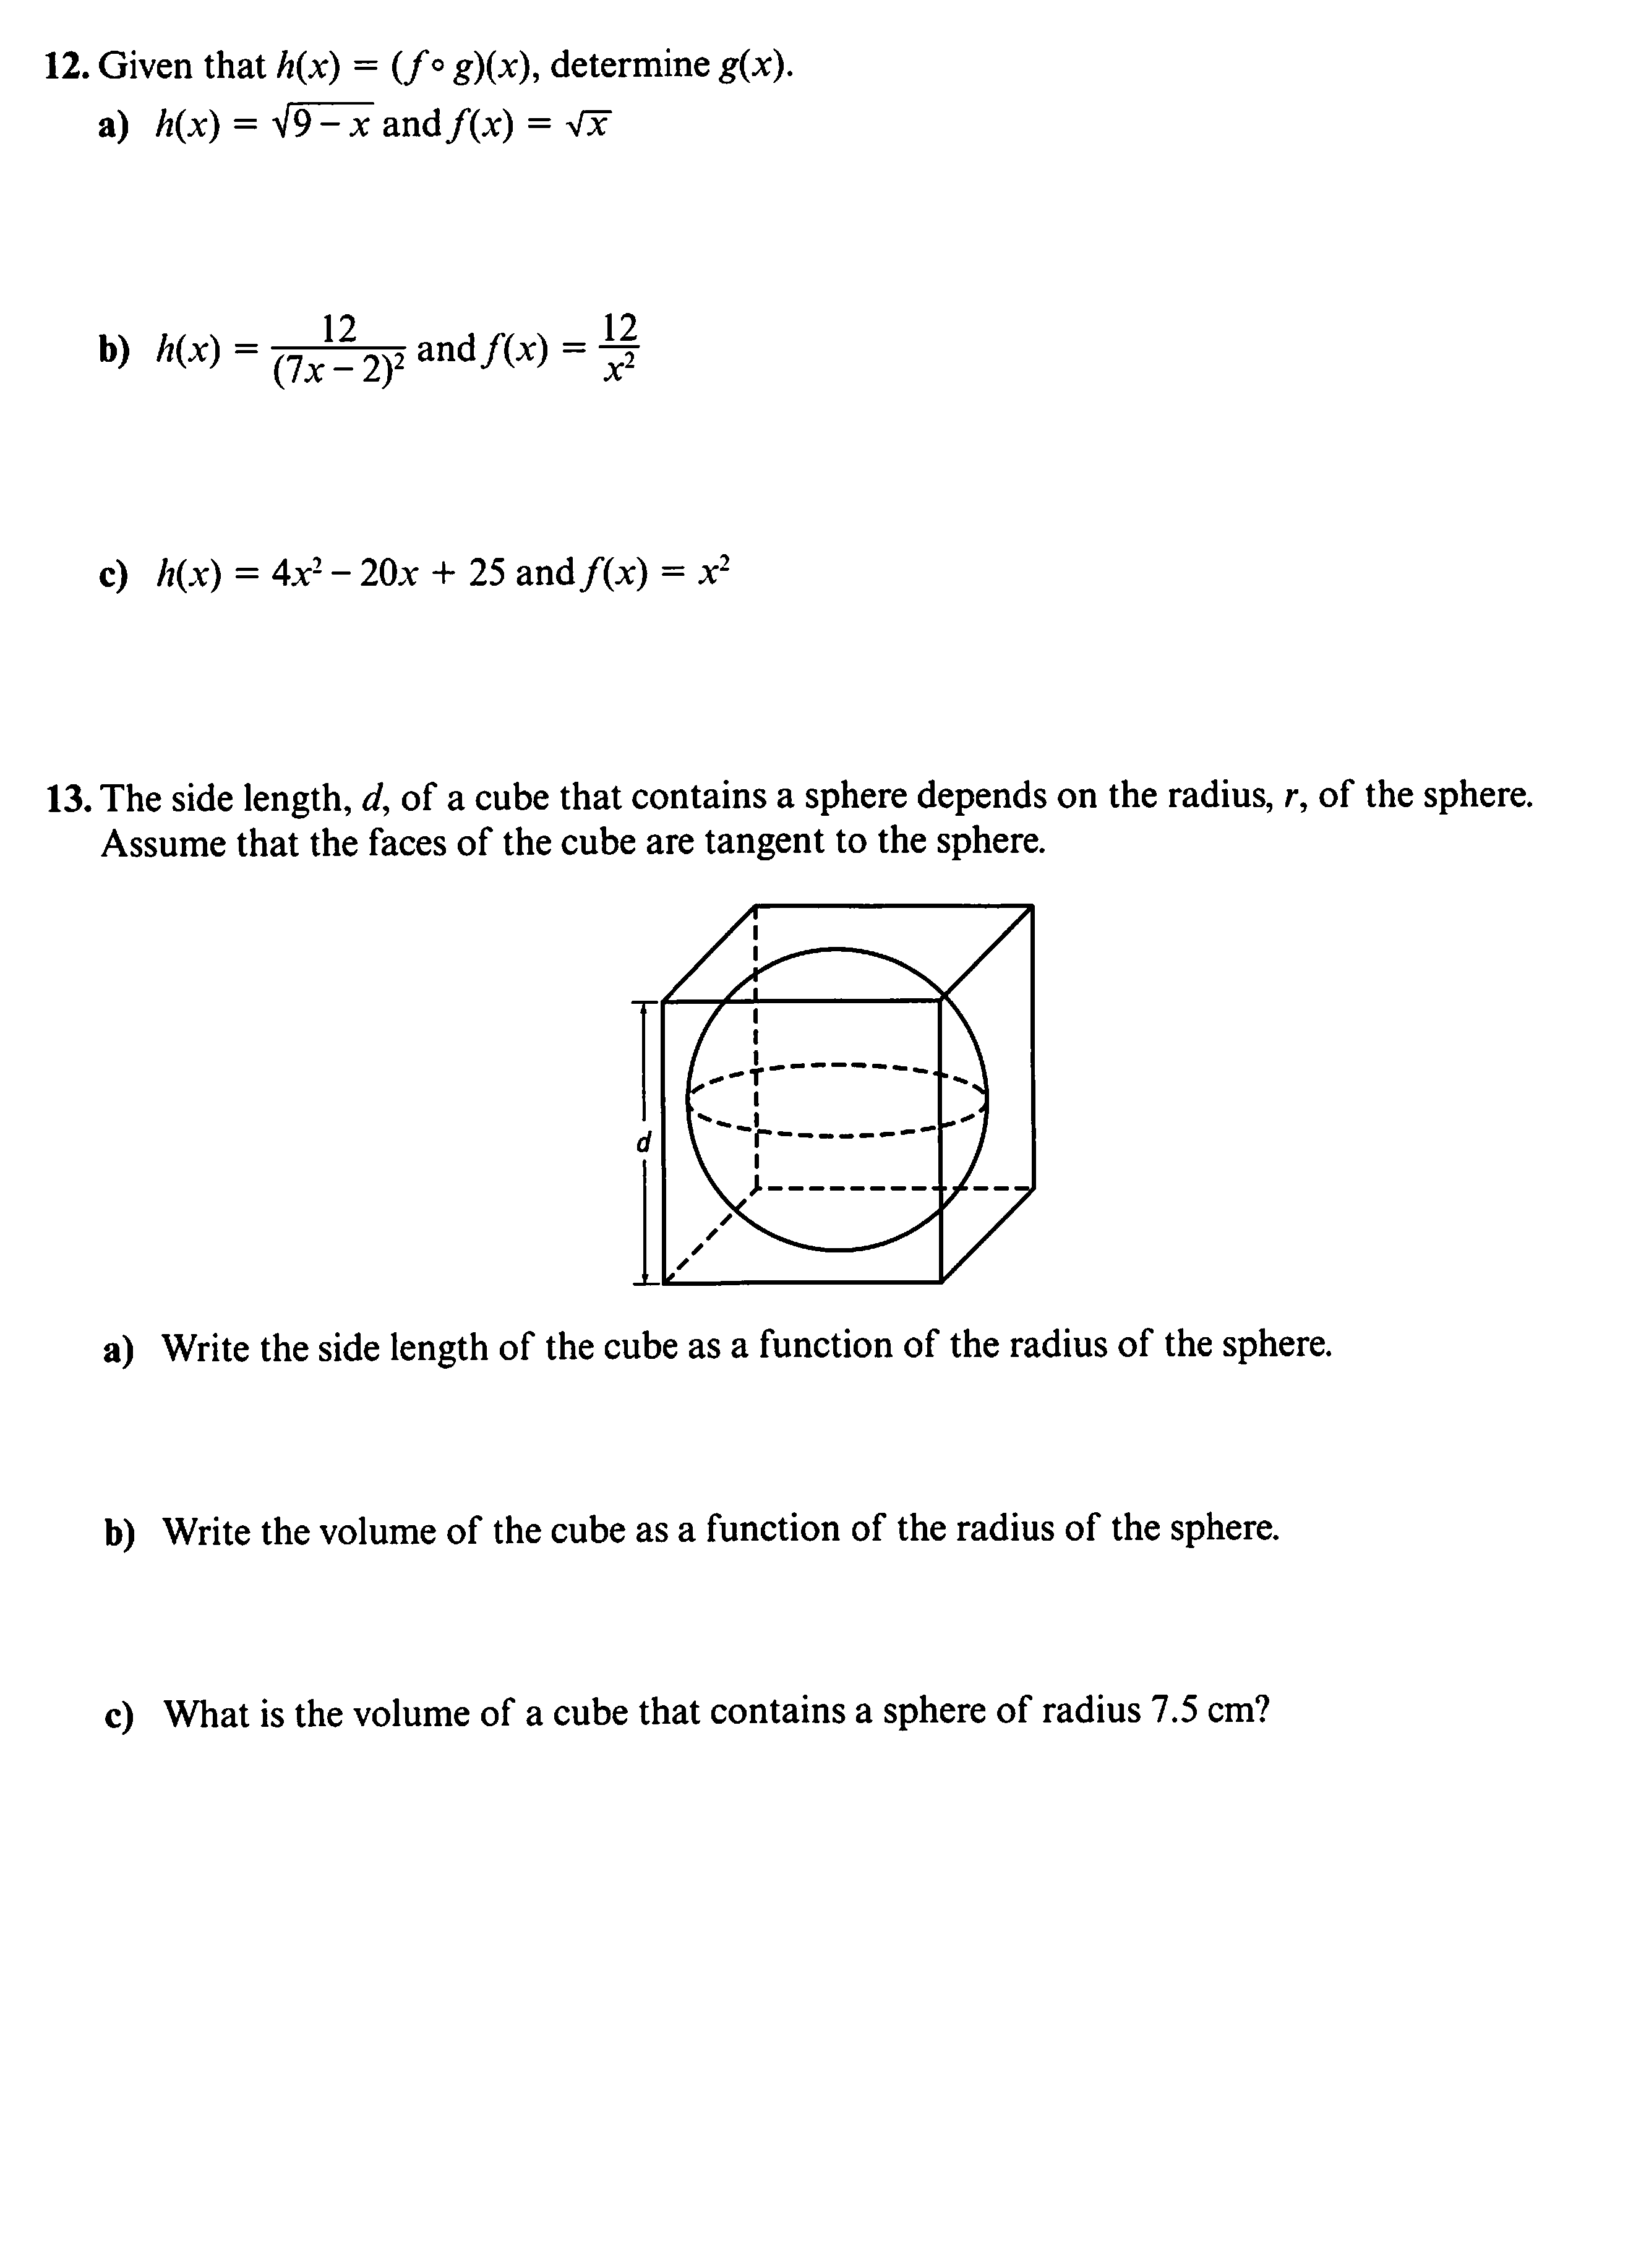 12. Given that h(x) = (f ∘ g)(x), determine g(x).
a) h(x) = √(9 – x) and f(x) = √x
b) h(x) = 12/(7x – 2)² and f(x) = 12/x²
c) h(x) = 4x² – 20x + 25 and f(x) = x²
13. The side length, d, of a cube that contains a sphere depends on the radius, r, of the sphere.
Assume that the faces of the cube are tangent to the sphere.
d
a) Write the side length of the cube as a function of the radius of the sphere.
b) Write the volume of the cube as a function of the radius of the sphere.
c) What is the volume of a cube that contains a sphere of radius 7.5 cm?